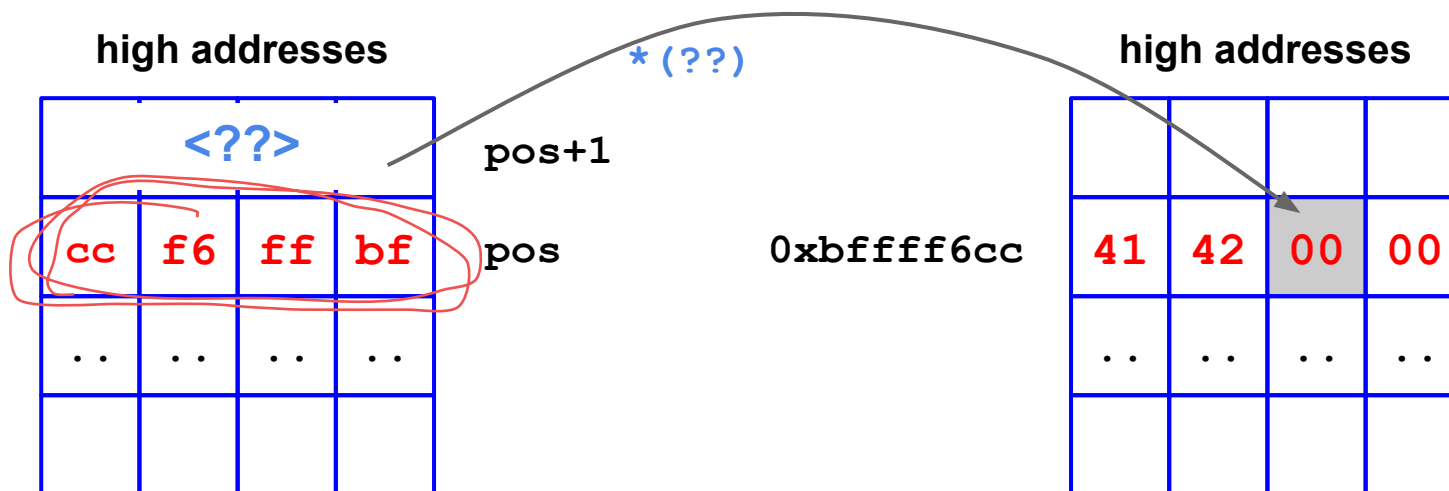 high addresses
*(??)
high addresses
<??>
pos+1
cc f6 ff bf
pos
0xbffff6cc
41 42 00 00
.. .. .. ..
.. .. .. ..